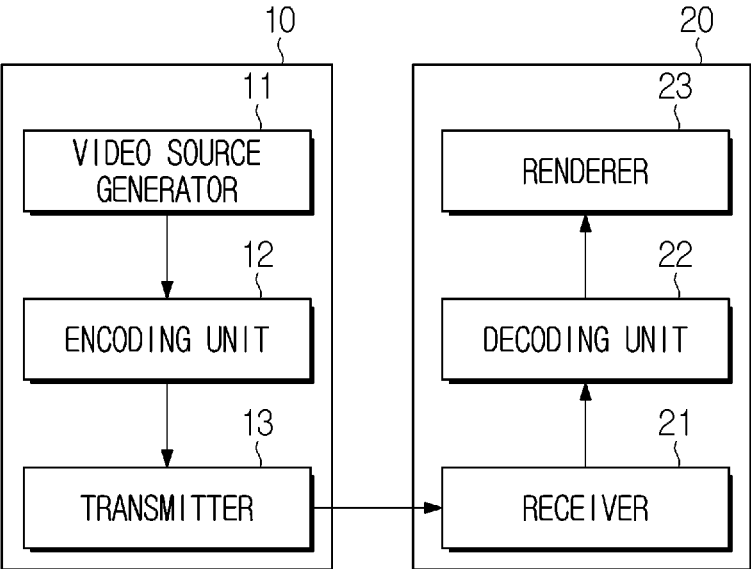 10
20
11
VIDEO SOURCE
GENERATOR
23
RENDERER
12
ENCODING UNIT
22
DECODING UNIT
13
TRANSMITTER
21
RECEIVER